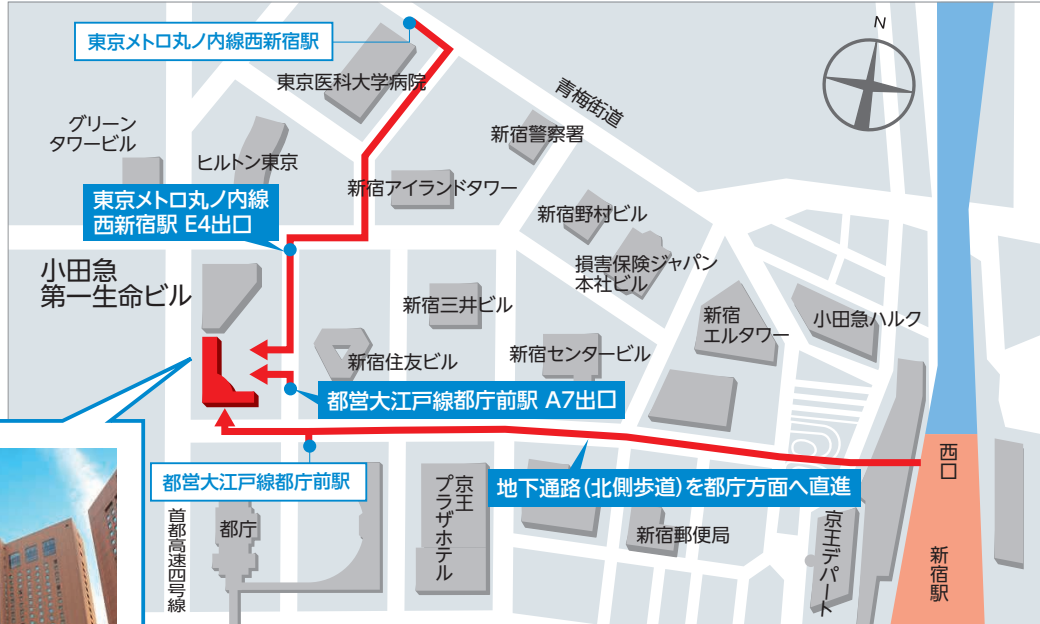 東京メトロ丸ノ内線西新宿駅
N
東京医科大学病院
青梅街道
グリーン
タワービル
ヒルトン東京
新宿警察署
新宿アイランドタワー
東京メトロ丸ノ内線
西新宿駅 E4出口
新宿野村ビル
小田急
第一生命ビル
損害保険ジャパン
本社ビル
新宿三井ビル
新宿
エルタワー
小田急ハルク
新宿住友ビル
新宿センタービル
都営大江戸線都庁前駅 A7出口
都営大江戸線都庁前駅
地下通路(北側歩道)を都庁方面へ直進
西口
首都高速四号線
都庁
京王
プラザホテル
新宿郵便局
京王デパート
新宿駅